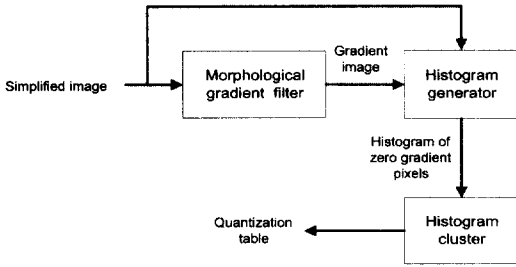 Gradient
image
Simplified image
Morphological
gradient filter
Histogram
generator
Histogram of
zero gradient
pixels
Quantization
table
Histogram
cluster